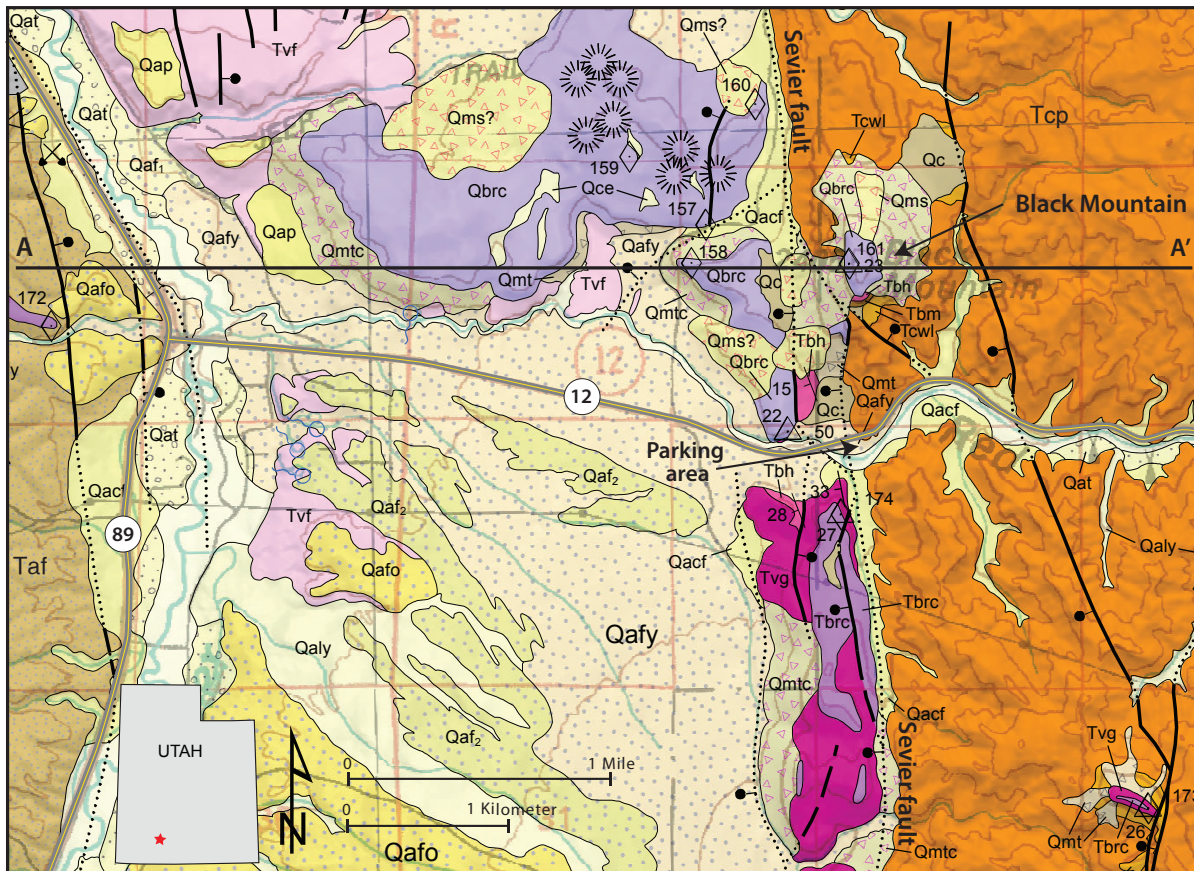 Qat
Qap
Tvf
Qat
Qaf1
TRAIL
Qms?
Qms?
160
Sevier fault
Tcp
Tcwl
Qc
Qbrc
Qms
159
Qbrc
Qce
157
Black Mountain
Qafy
Qap
Qmtc
Qafy
Qacf
158
161
23
A
A'
Qmt
Tvf
Qbrc
Qc
Tbh
Tbm
Tcwl
Mountain
172
Qafo
Qmtc
Qms?
Qbrc
Tbh
12
12
15
22
Qmt
Qafy
Qc
50
Qacf
Parking
area
Qat
Qat
Qacf
Tvf
Qaf2
Qaf2
Tbh
33
174
28
27
Qacf
Tvg
Tbrc
Tbrc
Qaly
89
Taf
Qafo
Qaly
Qafy
Qmtc
Qacf
Sevier fault
Qaf2
UTAH
0
1 Mile
0
1 Kilometer
N
Qafo
Tvg
173
Qmt
26
Tbrc
Qmtc